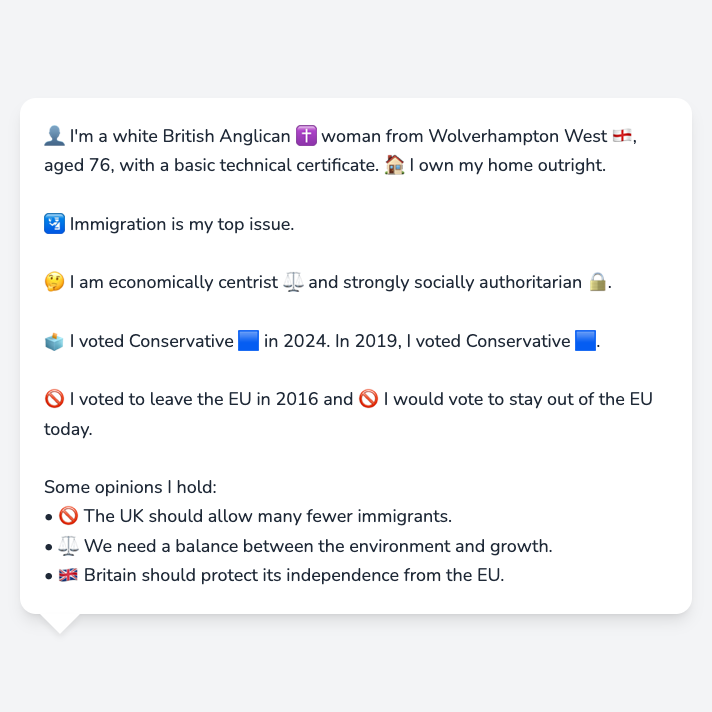 👤 I'm a white British Anglican ✝️ woman from Wolverhampton West 🏴󠁧󠁢󠁥󠁮󠁧󠁿,
aged 76, with a basic technical certificate. 🏠 I own my home outright.
🛂 Immigration is my top issue.
🤔 I am economically centrist ⚖️ and strongly socially authoritarian 🔒.
🗳️ I voted Conservative 🟦 in 2024. In 2019, I voted Conservative 🟦.
🚫 I voted to leave the EU in 2016 and 🚫 I would vote to stay out of the EU
today.
Some opinions I hold:
• 🚫 The UK should allow many fewer immigrants.
• ⚖️ We need a balance between the environment and growth.
• 🇬🇧 Britain should protect its independence from the EU.